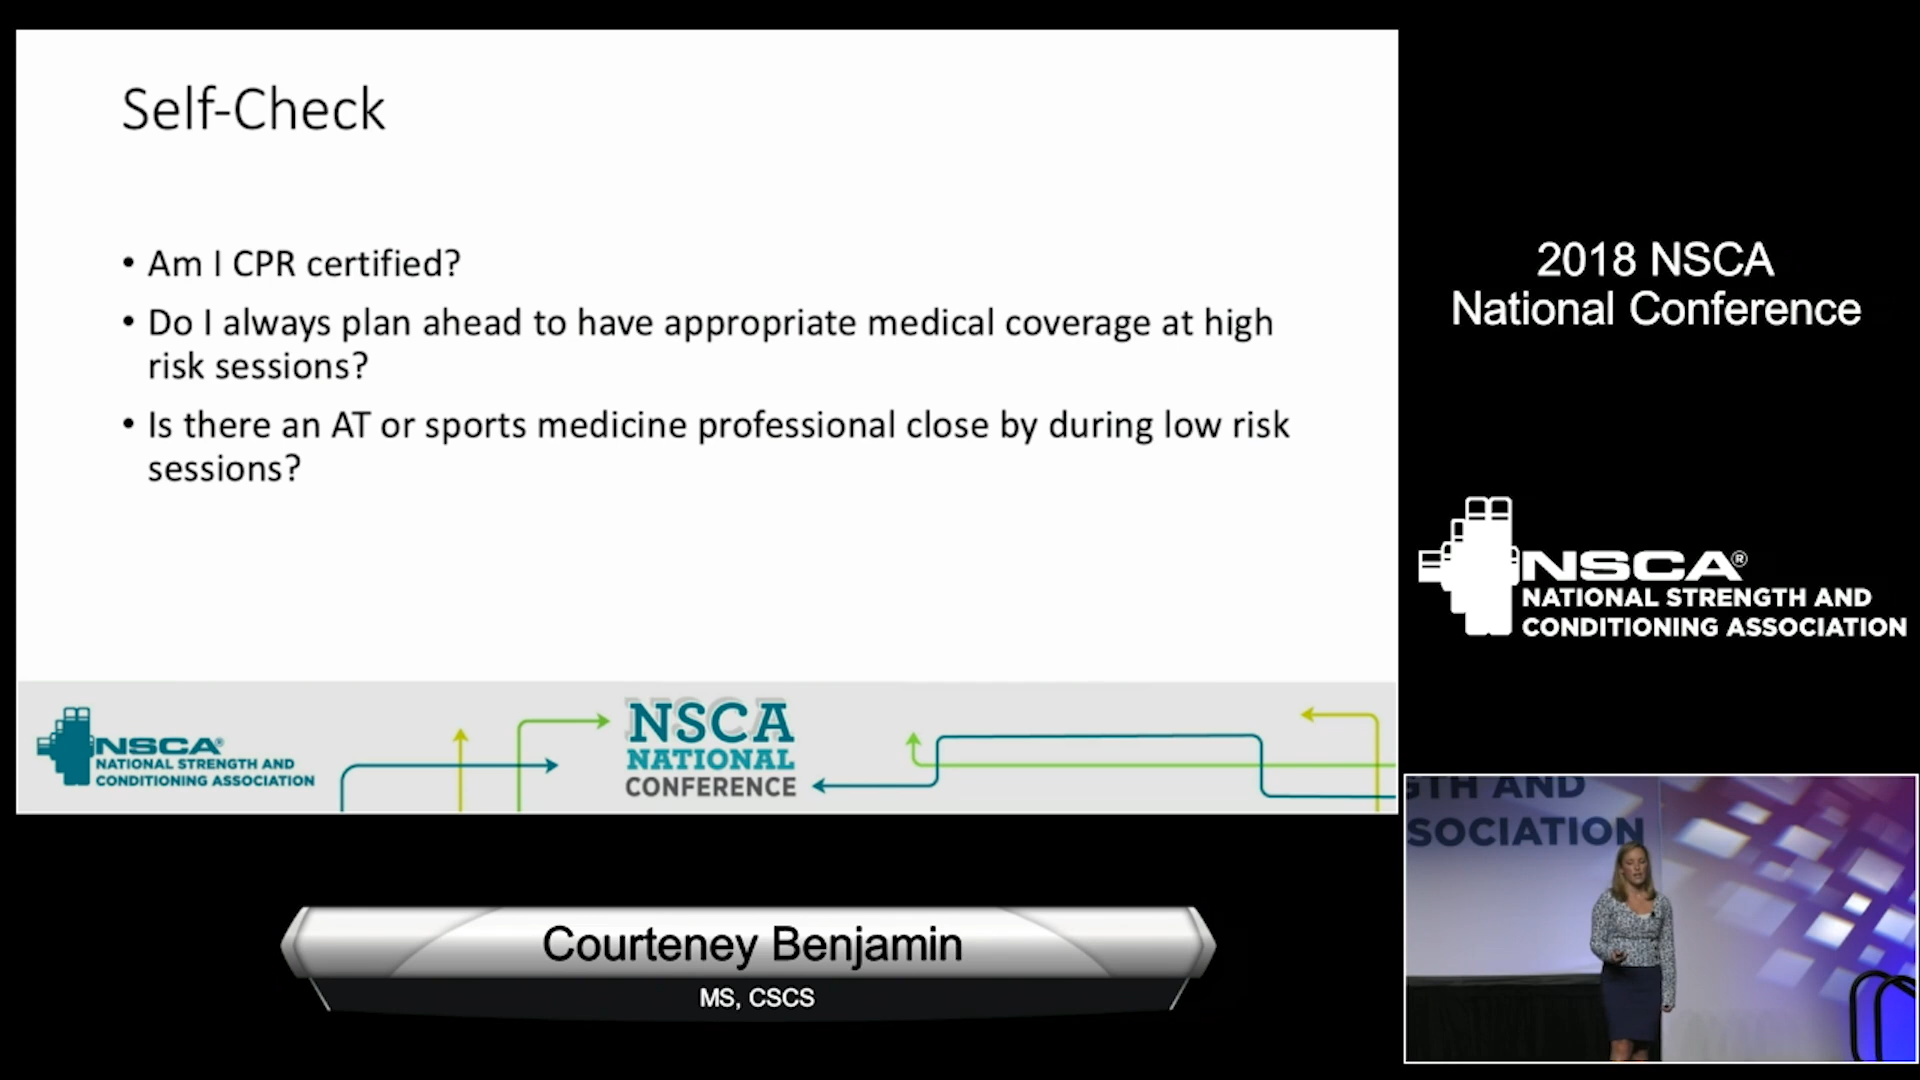 Self-Check
• Am I CPR certified?
• Do I always plan ahead to have appropriate medical coverage at high
risk sessions?
• Is there an AT or sports medicine professional close by during low risk
sessions?
NSCA®
NATIONAL STRENGTH AND
CONDITIONING ASSOCIATION
NSCA
NATIONAL
CONFERENCE
2018 NSCA
National Conference
NSCA®
NATIONAL STRENGTH AND
CONDITIONING ASSOCIATION
GTH AND
SOCIATION
Courteney Benjamin
MS, CSCS